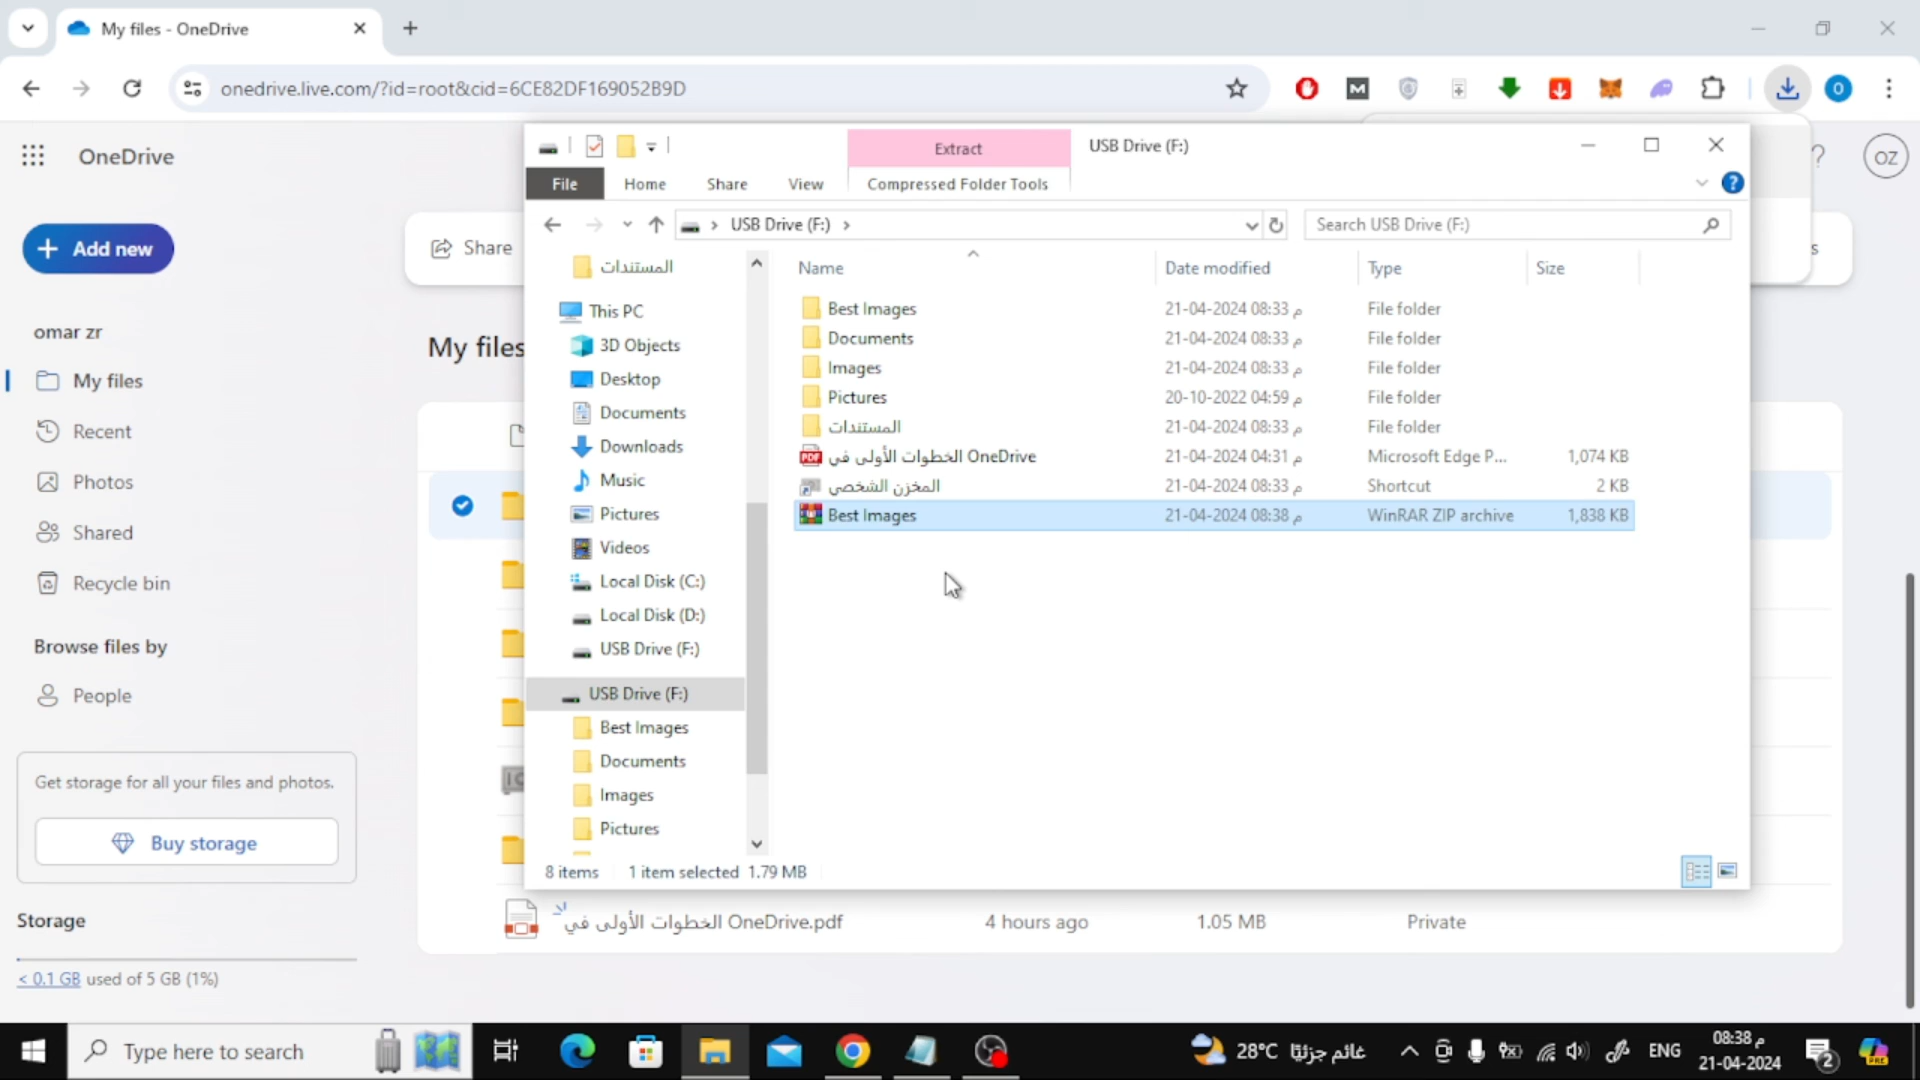 My files - OneDrive
onedrive.live.com/?id=root&cid=6CE82DF169052B9D
OneDrive
OZ
Add new
Share
omar zr
My files
My files
Recent
Photos
Shared
Recycle bin
Browse files by
People
Get storage for all your files and photos.
Buy storage
Storage
< 0.1 GB used of 5 GB (1%)
Extract
USB Drive (F:)
File
Home
Share
View
Compressed Folder Tools
USB Drive (F:)
Search USB Drive (F:)
المستندات
This PC
3D Objects
Desktop
Documents
Downloads
Music
Pictures
Videos
Local Disk (C:)
Local Disk (D:)
USB Drive (F:)
USB Drive (F:)
Best Images
Documents
Images
Pictures
Name Date modified Type Size
Best Images 21-04-2024 08:33 م File folder
Documents 21-04-2024 08:33 م File folder
Images 21-04-2024 08:33 م File folder
Pictures 20-10-2022 04:59 م File folder
المستندات 21-04-2024 08:33 م File folder
الخطوات الأولى في OneDrive 21-04-2024 04:31 م Microsoft Edge P... 1,074 KB
المخزن الشخصي 21-04-2024 08:33 م Shortcut 2 KB
Best Images 21-04-2024 08:38 م WinRAR ZIP archive 1,838 KB
8 items 1 item selected 1.79 MB
الخطوات الأولى في OneDrive.pdf 4 hours ago 1.05 MB Private
Type here to search
28°C غائم جزئيًا
ENG
08:38 م
21-04-2024
2